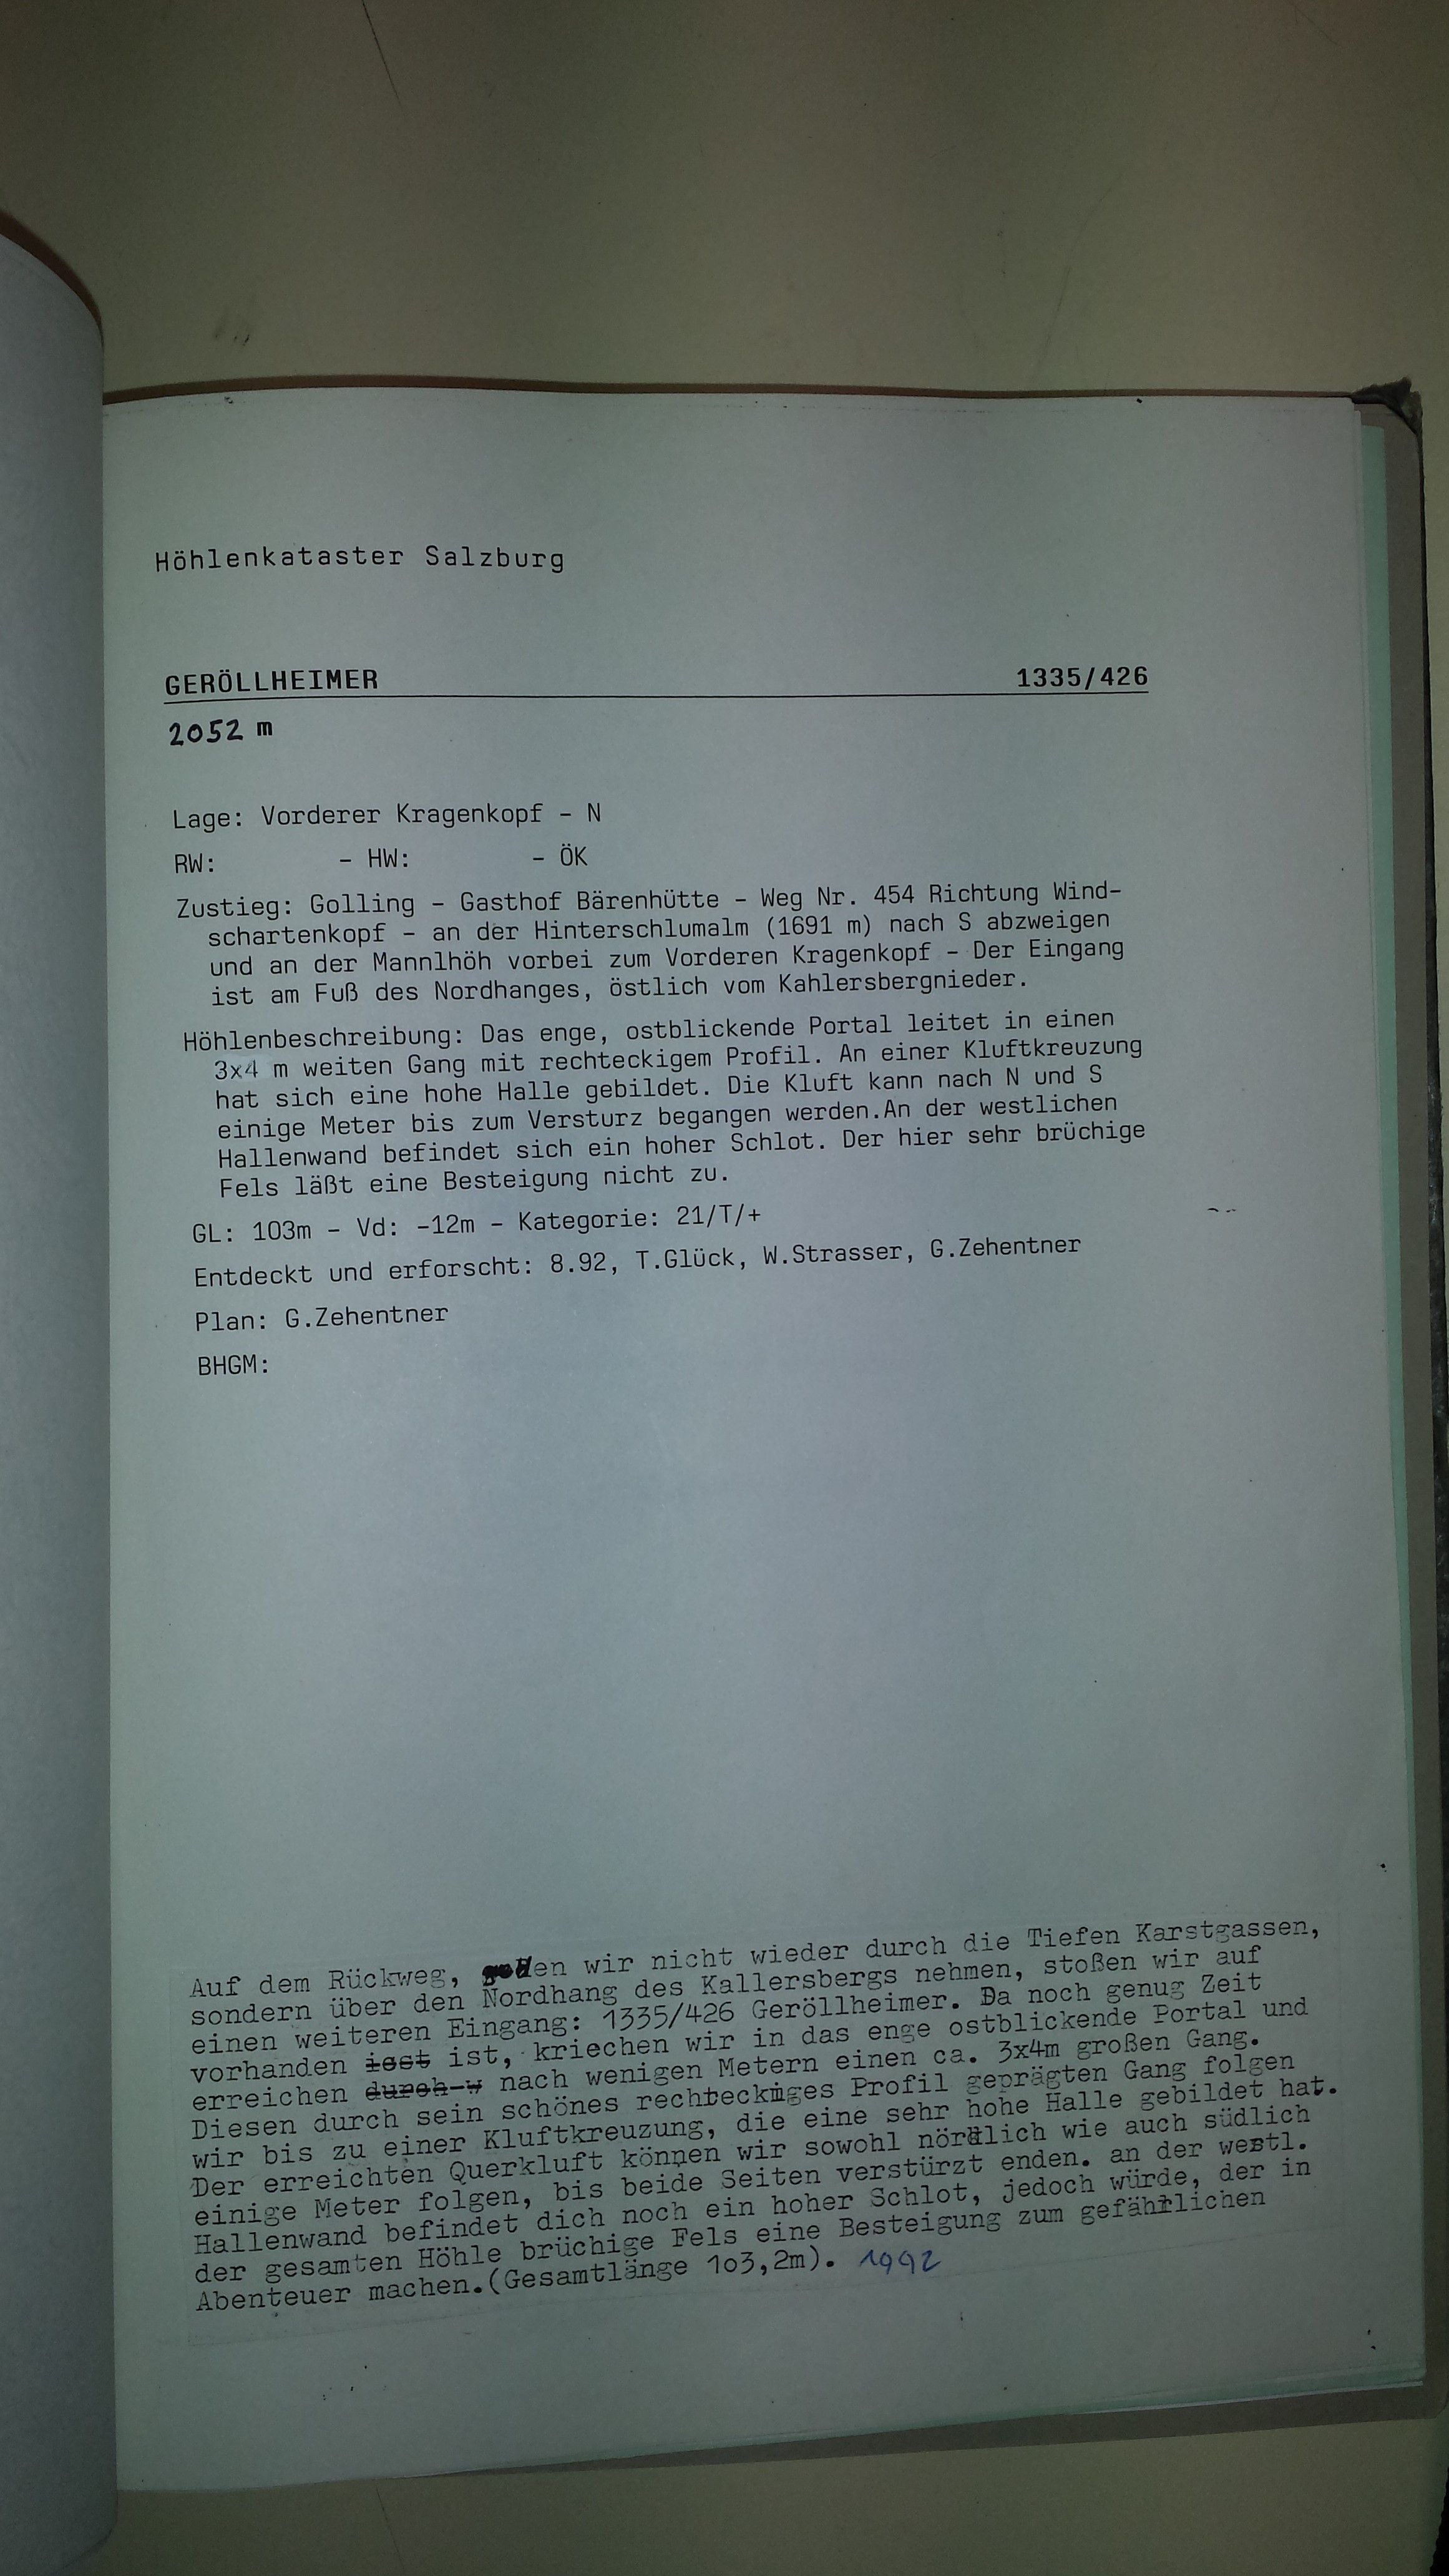 Höhlenkataster Salzburg
GERÖLLHEIMER 1335/426
2052 m
Lage: Vorderer Kragenkopf - N
RW: - HW: - ÖK
Zustieg: Golling - Gasthof Bärenhütte - Weg Nr. 454 Richtung Wind-
schartenkopf - an der Hinterschlumalm (1691 m) nach S abzweigen
und an der Mannlhöh vorbei zum Vorderen Kragenkopf - Der Eingang
ist am Fuß des Nordhanges, östlich vom Kahlersbergnieder.
Höhlenbeschreibung: Das enge, ostblickende Portal leitet in einen
3x4 m weiten Gang mit rechteckigem Profil. An einer Kluftkreuzung
hat sich eine hohe Halle gebildet. Die Kluft kann nach N und S
einige Meter bis zum Versturz begangen werden.An der westlichen
Hallenwand befindet sich ein hoher Schlot. Der hier sehr brüchige
Fels läßt eine Besteigung nicht zu.
GL: 103m - Vd: -12m - Kategorie: 21/T/+
Entdeckt und erforscht: 8.92, T.Glück, W.Strasser, G.Zehentner
Plan: G.Zehentner
BHGM:
Auf dem Rückweg, wir nicht wieder durch die Tiefen Karstgassen,
sondern über den Nordhang des Kallersbergs nehmen, stoßen wir auf
einen weiteren Eingang: 1335/426 Geröllheimer. Da noch genug Zeit
vorhanden isst ist, kriechen wir in das enge ostblickende Portal und
erreichen durch w nach wenigen Metern einen ca. 3x4m großen Gang.
Diesen durch sein schönes rechteckiges Profil geprägten Gang folgen
wir bis zu einer Kluftkreuzung, die eine sehr hohe Halle gebildet hat.
Der erreichten Querkluft können wir sowohl nördlich wie auch südlich
einige Meter folgen, bis beide Seiten verstürzt enden. an der westl.
Hallenwand befindet dich noch ein hoher Schlot, jedoch würde, der in
der gesamten Höhle brüchige Fels eine Besteigung zum gefährlichen
Abenteuer machen.(Gesamtlänge 1o3,2m). 1992